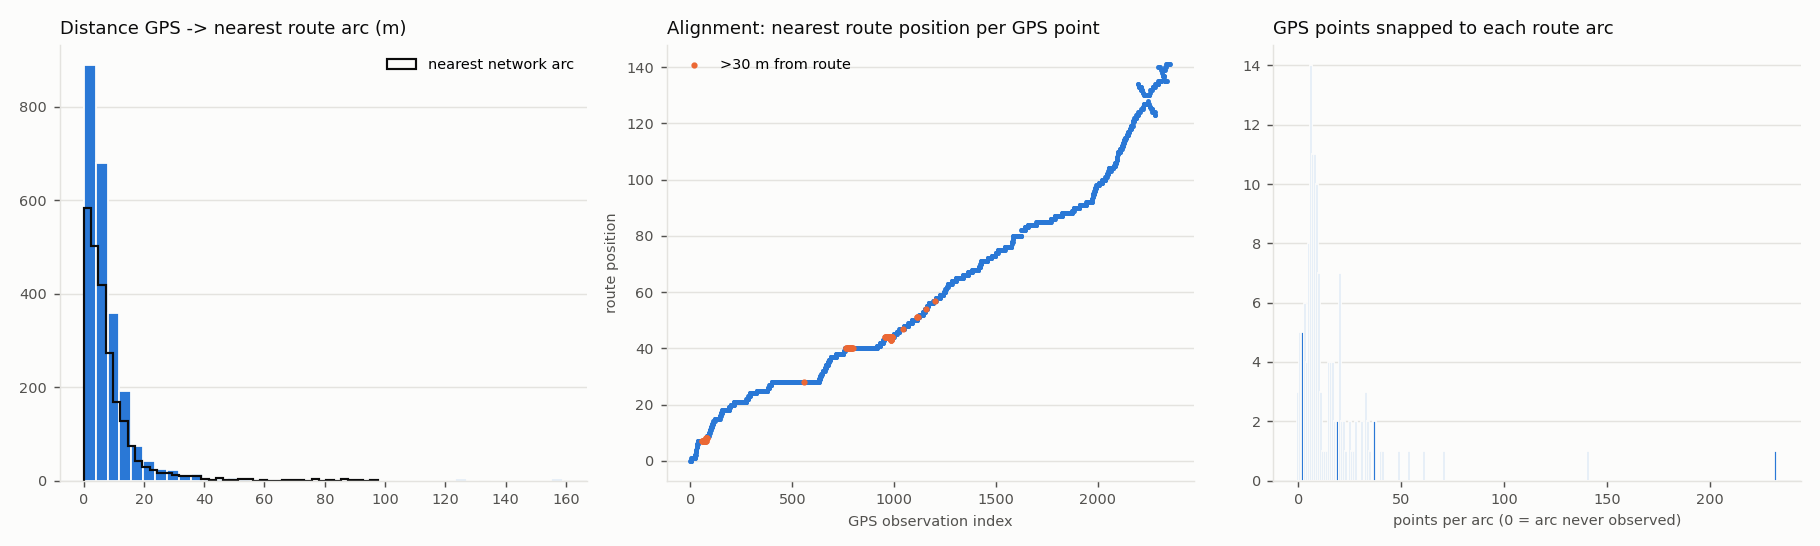 Distance GPS -> nearest route arc (m)
nearest network arc
800
600
400
200
0
0 20 40 60 80 100 120 140 160
Alignment: nearest route position per GPS point
>30 m from route
route position
140
120
100
80
60
40
20
0
0 500 1000 1500 2000
GPS observation index
GPS points snapped to each route arc
14
12
10
8
6
4
2
0
0 50 100 150 200
points per arc (0 = arc never observed)